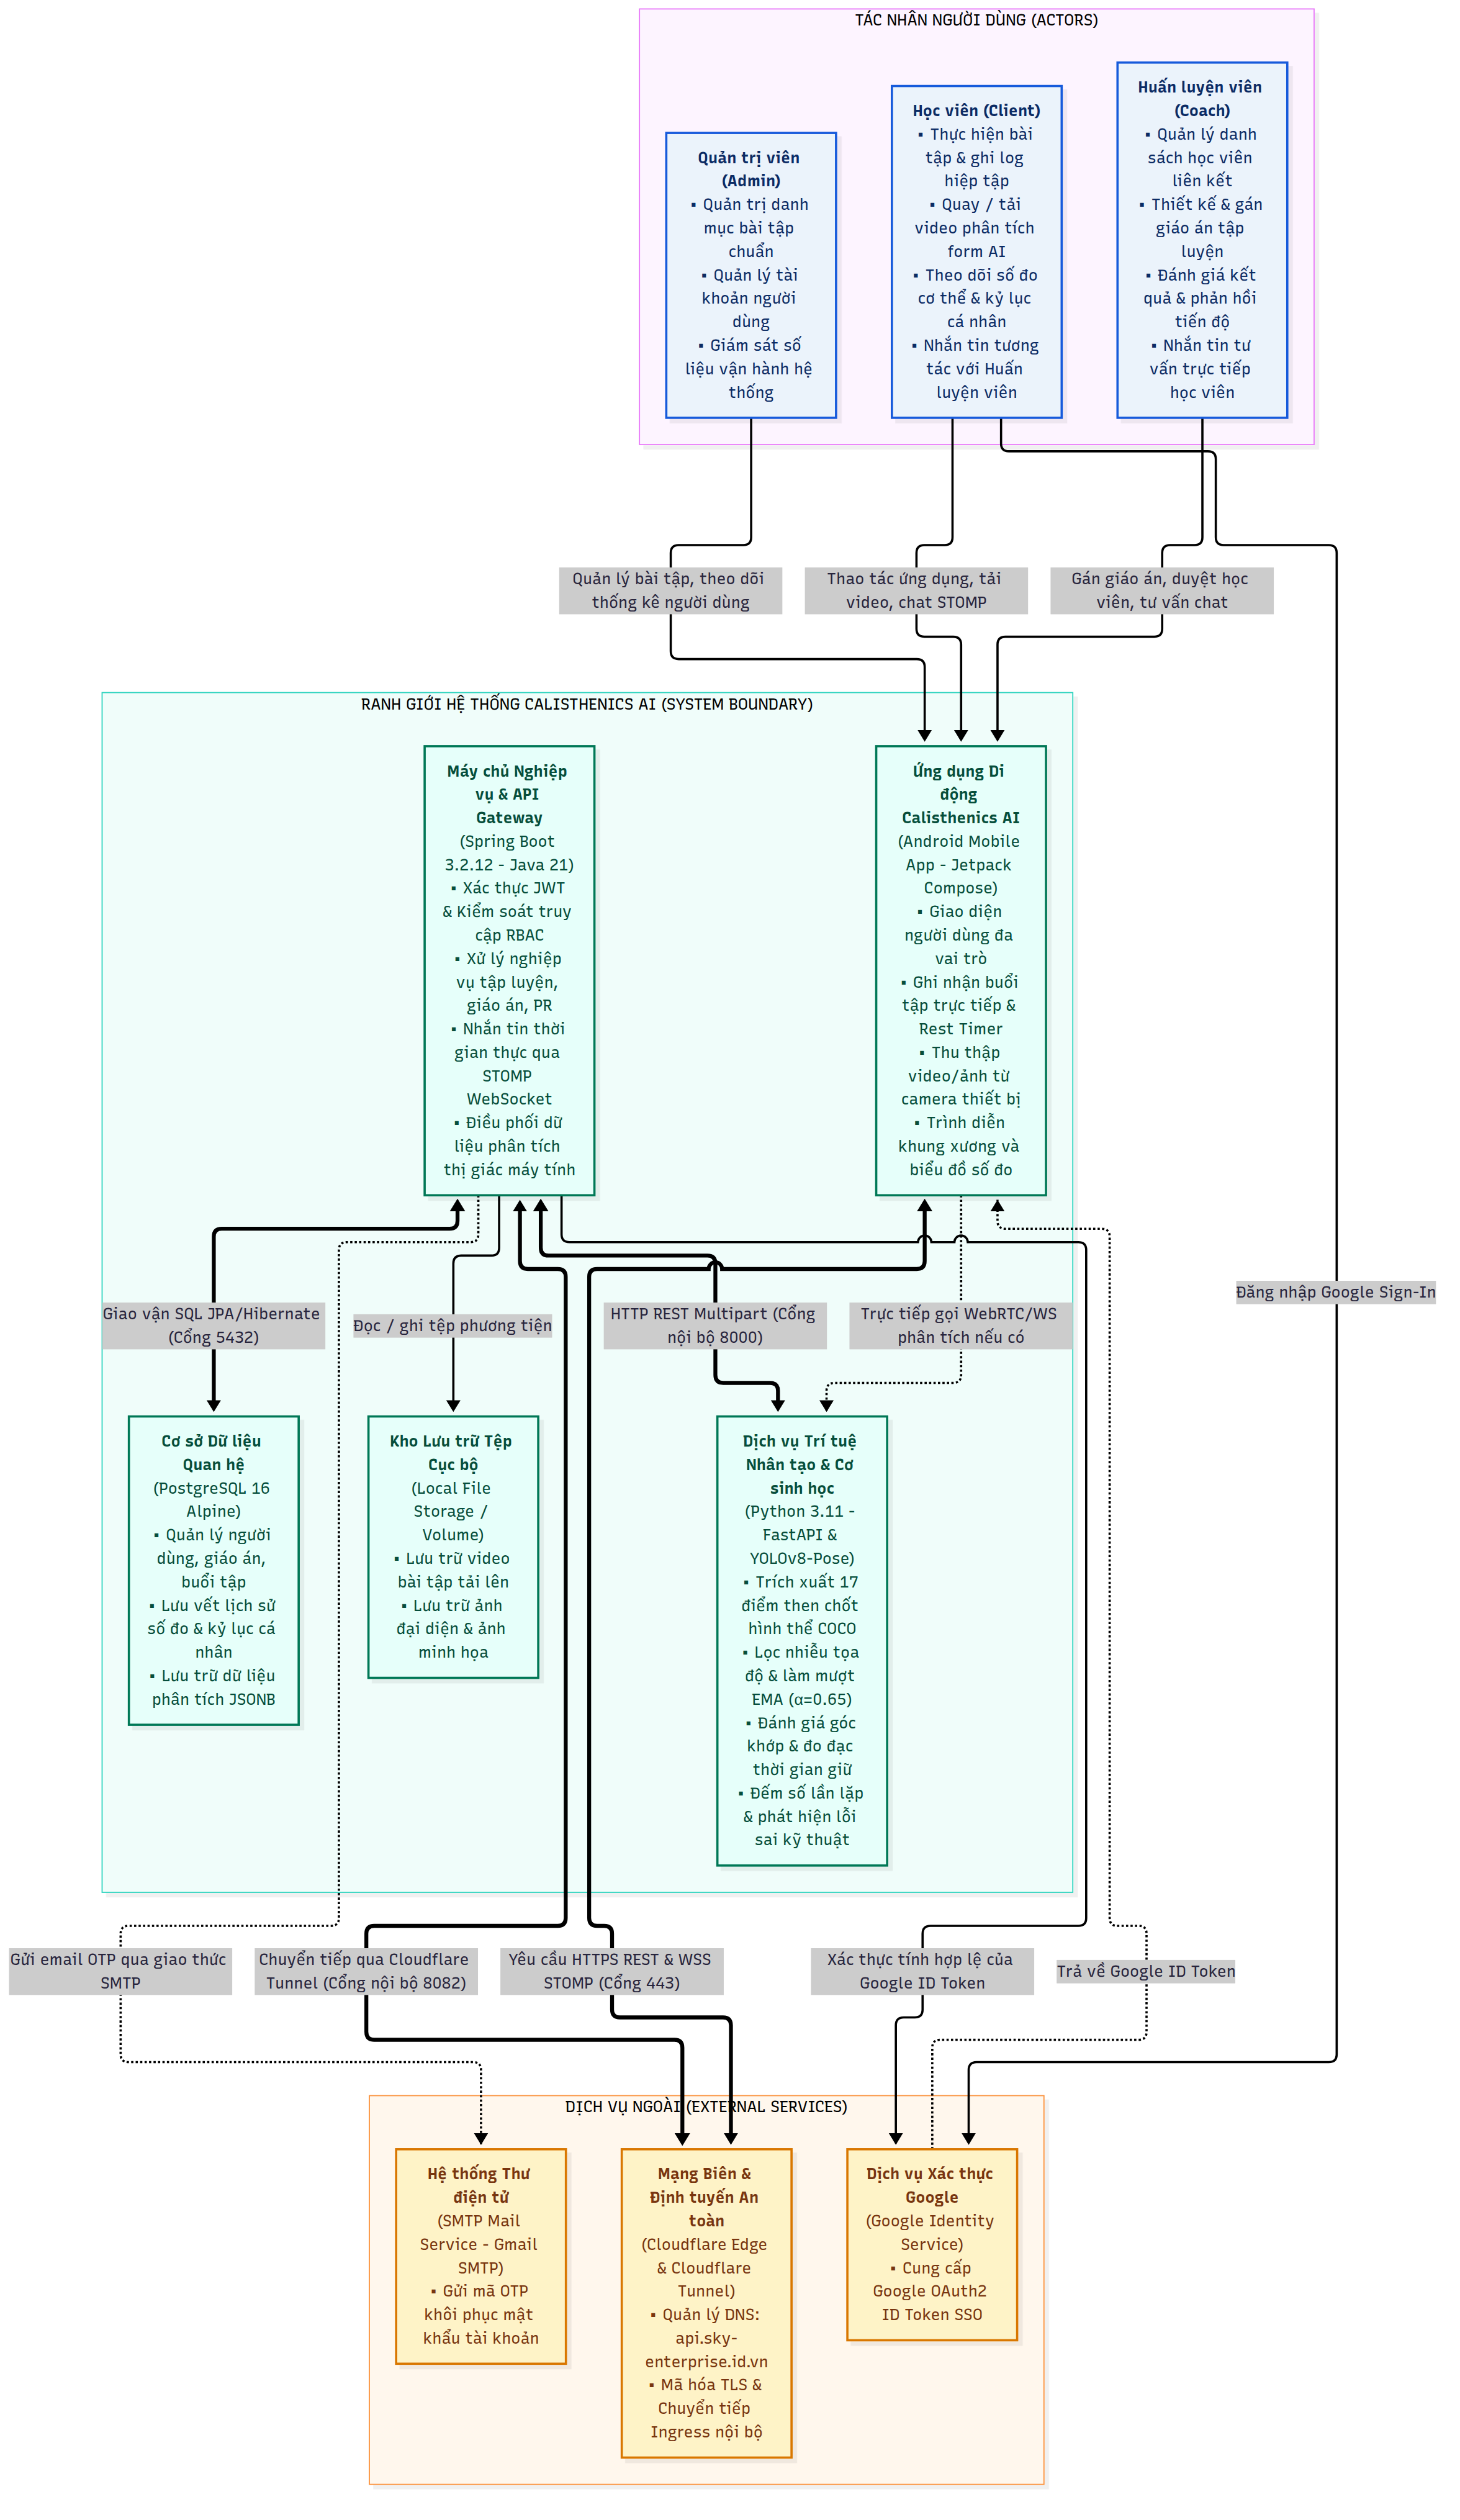 TÁC NHÂN NGƯỜI DÙNG (ACTORS)
Quản trị viên
(Admin)
▪ Quản trị danh
mục bài tập
chuẩn
▪ Quản lý tài
khoản người
dùng
▪ Giám sát số
liệu vận hành hệ
thống
Học viên (Client)
▪ Thực hiện bài
tập & ghi log
hiệp tập
▪ Quay / tải
video phân tích
form AI
▪ Theo dõi số đo
cơ thể & kỷ lục
cá nhân
▪ Nhắn tin tương
tác với Huấn
luyện viên
Huấn luyện viên
(Coach)
▪ Quản lý danh
sách học viên
liên kết
▪ Thiết kế & gán
giáo án tập
luyện
▪ Đánh giá kết
quả & phản hồi
tiến độ
▪ Nhắn tin tư
vấn trực tiếp
học viên
Quản lý bài tập, theo dõi
thống kê người dùng
Thao tác ứng dụng, tải
video, chat STOMP
Gán giáo án, duyệt học
viên, tư vấn chat
RANH GIỚI HỆ THỐNG CALISTHENICS AI (SYSTEM BOUNDARY)
Máy chủ Nghiệp
vụ & API
Gateway
(Spring Boot
3.2.12 - Java 21)
▪ Xác thực JWT
& Kiểm soát truy
cập RBAC
▪ Xử lý nghiệp
vụ tập luyện,
giáo án, PR
▪ Nhắn tin thời
gian thực qua
STOMP
WebSocket
▪ Điều phối dữ
liệu phân tích
thị giác máy tính
Ứng dụng Di
động
Calisthenics AI
(Android Mobile
App - Jetpack
Compose)
▪ Giao diện
người dùng đa
vai trò
▪ Ghi nhận buổi
tập trực tiếp &
Rest Timer
▪ Thu thập
video/ảnh từ
camera thiết bị
▪ Trình diễn
khung xương và
biểu đồ số đo
Đăng nhập Google Sign-In
Giao vận SQL JPA/Hibernate
(Cổng 5432)
Đọc / ghi tệp phương tiện
HTTP REST Multipart (Cổng
nội bộ 8000)
Trực tiếp gọi WebRTC/WS
phân tích nếu có
Cơ sở Dữ liệu
Quan hệ
(PostgreSQL 16
Alpine)
▪ Quản lý người
dùng, giáo án,
buổi tập
▪ Lưu vết lịch sử
số đo & kỷ lục cá
nhân
▪ Lưu trữ dữ liệu
phân tích JSONB
Kho Lưu trữ Tệp
Cục bộ
(Local File
Storage /
Volume)
▪ Lưu trữ video
bài tập tải lên
▪ Lưu trữ ảnh
đại diện & ảnh
minh họa
Dịch vụ Trí tuệ
Nhân tạo & Cơ
sinh học
(Python 3.11 -
FastAPI &
YOLOv8-Pose)
▪ Trích xuất 17
điểm then chốt
hình thể COCO
▪ Lọc nhiễu tọa
độ & làm mượt
EMA (α=0.65)
▪ Đánh giá góc
khớp & đo đạc
thời gian giữ
▪ Đếm số lần lặp
& phát hiện lỗi
sai kỹ thuật
Gửi email OTP qua giao thức
SMTP
Chuyển tiếp qua Cloudflare
Tunnel (Cổng nội bộ 8082)
Yêu cầu HTTPS REST & WSS
STOMP (Cổng 443)
Xác thực tính hợp lệ của
Google ID Token
Trả về Google ID Token
DỊCH VỤ NGOÀI (EXTERNAL SERVICES)
Hệ thống Thư
điện tử
(SMTP Mail
Service - Gmail
SMTP)
▪ Gửi mã OTP
khôi phục mật
khẩu tài khoản
Mạng Biên &
Định tuyến An
toàn
(Cloudflare Edge
& Cloudflare
Tunnel)
▪ Quản lý DNS:
api.sky-
enterprise.id.vn
▪ Mã hóa TLS &
Chuyển tiếp
Ingress nội bộ
Dịch vụ Xác thực
Google
(Google Identity
Service)
▪ Cung cấp
Google OAuth2
ID Token SSO